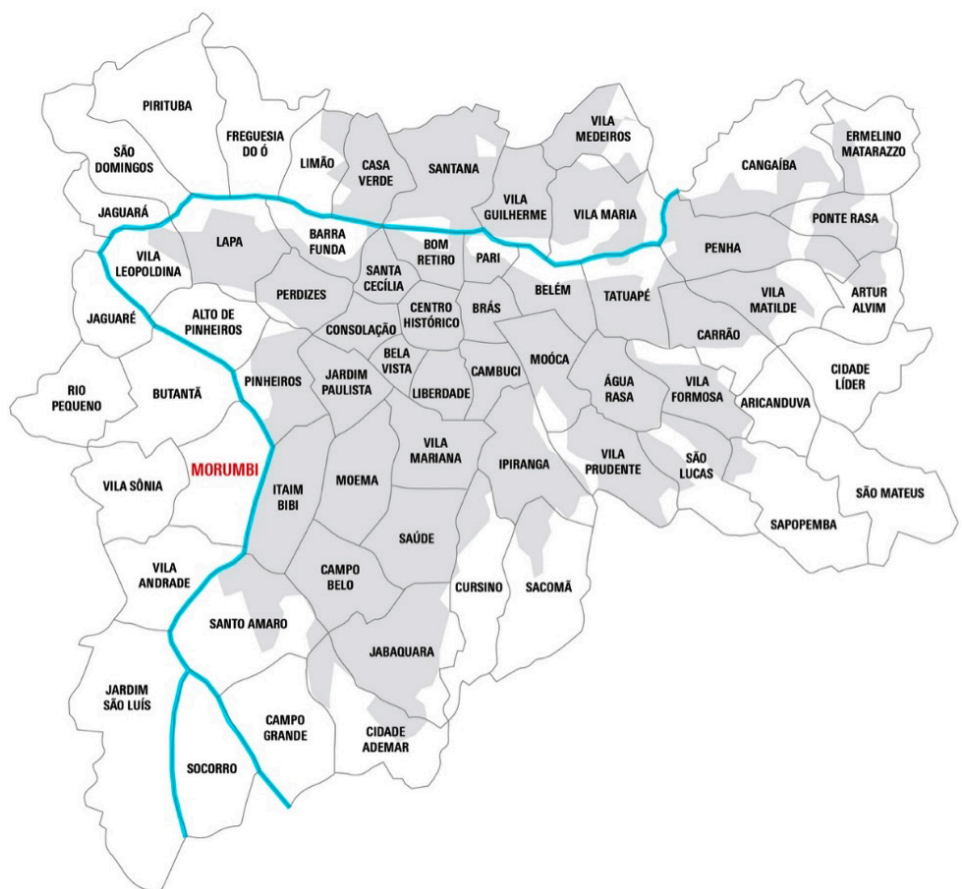 PIRITUBA
FREGUESIA
DO Ó
SÃO
DOMINGOS
LIMÃO
CASA
VERDE
SANTANA
VILA
MEDEIROS
CANGAÍBA
ERMELINO
MATARAZZO
JAGUARÁ
VILA
GUILHERME
VILA MARIA
PONTE RASA
LAPA
BARRA
FUNDA
BOM
RETIRO
PARI
PENHA
VILA
LEOPOLDINA
SANTA
CECÍLIA
PERDIZES
BELÉM
TATUAPÉ
VILA
MATILDE
ARTUR
ALVIM
JAGUARÉ
ALTO DE
PINHEIROS
CENTRO
HISTÓRICO
BRÁS
CONSOLAÇÃO
CARRÃO
BELA
VISTA
MOÓCA
RIO
PEQUENO
BUTANTÃ
PINHEIROS
JARDIM
PAULISTA
LIBERDADE
CAMBUCI
ÁGUA
RASA
VILA
FORMOSA
ARICANDUVA
CIDADE
LÍDER
VILA SÔNIA
MORUMBI
ITAIM
BIBI
MOEMA
VILA
MARIANA
IPIRANGA
VILA
PRUDENTE
SÃO
LUCAS
SÃO MATEUS
SAPOPEMBA
SAÚDE
VILA
ANDRADE
CAMPO
BELO
CURSINO
SACOMÃ
SANTO AMARO
JABAQUARA
JARDIM
SÃO LUÍS
CAMPO
GRANDE
CIDADE
ADEMAR
SOCORRO